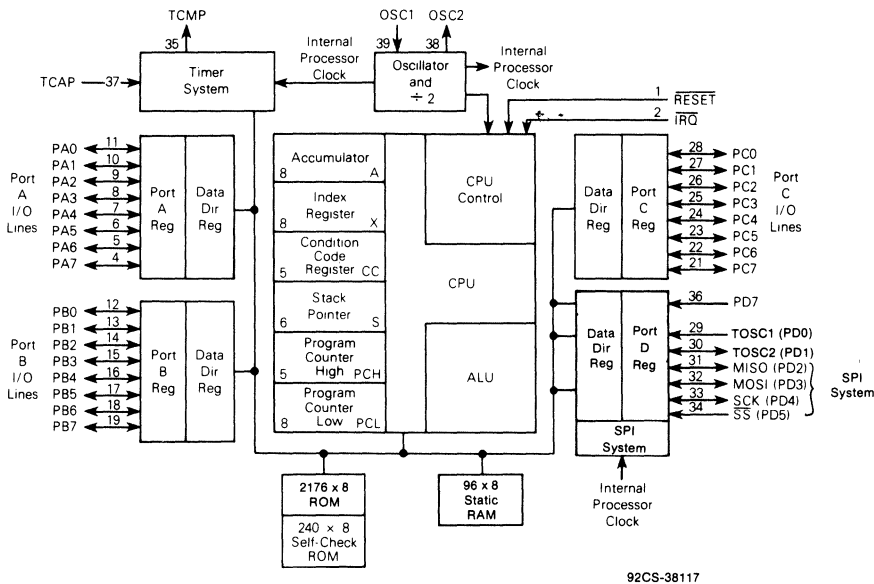 TCMP
35
OSC1
OSC2
39
38
Internal
Processor
Clock
Internal
Processor
Clock
TCAP
37
Timer
System
Oscillator
and
÷ 2
1
RESET
2
IRQ
Port
A
I/O
Lines
PA0 11
PA1 10
PA2 9
PA3 8
PA4 7
PA5 6
PA6 5
PA7 4
Port
A
Reg
Data
Dir
Reg
Accumulator
8 A
Index
Register
8 X
Condition
Code
Register
5 CC
Stack
Pointer
6 S
Program
Counter
High
5 PCH
Program
Counter
Low
8 PCL
CPU
Control
CPU
ALU
Data
Dir
Reg
Port
C
Reg
28 PC0
27 PC1
26 PC2
25 PC3
24 PC4
23 PC5
22 PC6
21 PC7
Port
C
I/O
Lines
Port
B
I/O
Lines
PB0 12
PB1 13
PB2 14
PB3 15
PB4 16
PB5 17
PB6 18
PB7 19
Port
B
Reg
Data
Dir
Reg
Data
Dir
Reg
Port
D
Reg
36 PD7
29 TOSC1 (PD0)
30 TOSC2 (PD1)
31 MISO (PD2)
32 MOSI (PD3)
33 SCK (PD4)
34 SS (PD5)
SPI
System
SPI
System
Internal
Processor
Clock
2176 x 8
ROM
240 × 8
Self-Check
ROM
96 x 8
Static
RAM
92CS-38117